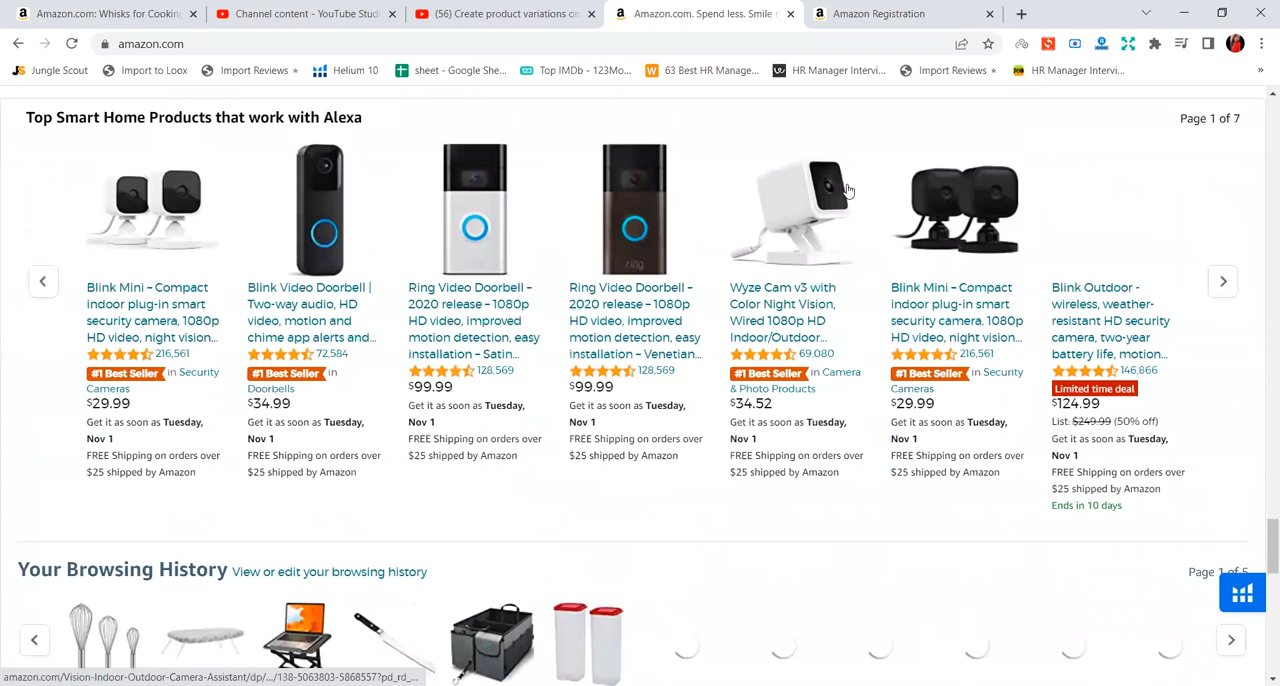 Amazon.com: Whisks for Cooking
Channel content - YouTube Studi
(56) Create product variations on
Amazon.com. Spend less. Smile m
Amazon Registration
amazon.com
Jungle Scout
Import to Loox
Import Reviews
Helium 10
sheet - Google She...
Top IMDb - 123Mo...
63 Best HR Manage...
HR Manager Intervi...
Import Reviews
HR Manager Intervi...
Top Smart Home Products that work with Alexa
Page 1 of 7
Blink Mini – Compact
indoor plug-in smart
security camera, 1080p
HD video, night vision...
216,561
#1 Best Seller in Security
Cameras
$29.99
Get it as soon as Tuesday,
Nov 1
FREE Shipping on orders over
$25 shipped by Amazon
Blink Video Doorbell |
Two-way audio, HD
video, motion and
chime app alerts and...
72,584
#1 Best Seller in
Doorbells
$34.99
Get it as soon as Tuesday,
Nov 1
FREE Shipping on orders over
$25 shipped by Amazon
ring
Ring Video Doorbell –
2020 release – 1080p
HD video, improved
motion detection, easy
installation – Satin...
128,569
$99.99
Get it as soon as Tuesday,
Nov 1
FREE Shipping on orders over
$25 shipped by Amazon
ring
Ring Video Doorbell –
2020 release – 1080p
HD video, improved
motion detection, easy
installation – Venetian...
128,569
$99.99
Get it as soon as Tuesday,
Nov 1
FREE Shipping on orders over
$25 shipped by Amazon
Wyze Cam v3 with
Color Night Vision,
Wired 1080p HD
Indoor/Outdoor...
69,080
#1 Best Seller in Camera
& Photo Products
$34.52
Get it as soon as Tuesday,
Nov 1
FREE Shipping on orders over
$25 shipped by Amazon
Blink Mini – Compact
indoor plug-in smart
security camera, 1080p
HD video, night vision...
216,561
#1 Best Seller in Security
Cameras
$29.99
Get it as soon as Tuesday,
Nov 1
FREE Shipping on orders over
$25 shipped by Amazon
Blink Outdoor -
wireless, weather-
resistant HD security
camera, two-year
battery life, motion...
146,866
Limited time deal
$124.99
List: $249.99 (50% off)
Get it as soon as Tuesday,
Nov 1
FREE Shipping on orders over
$25 shipped by Amazon
Ends in 10 days
Your Browsing History View or edit your browsing history
Page 1 of 5
amazon.com/Vision-Indoor-Outdoor-Camera-Assistant/dp/.../138-5063803-5868557?pd_rd_...